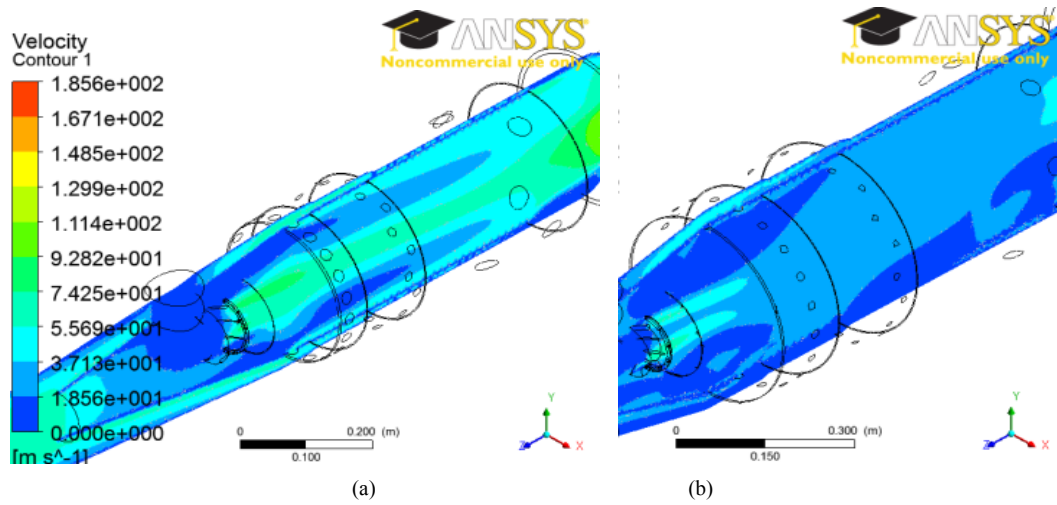 ANSYS
Noncommercial use only
Velocity
Contour 1
1.856e+002
1.671e+002
1.485e+002
1.299e+002
1.114e+002
9.282e+001
7.425e+001
5.569e+001
3.713e+001
1.856e+001
0.000e+000
[m s^-1]
0 0.200 (m)
0.100
Y
Z X
ANSYS
Noncommercial use only
0 0.300 (m)
0.150
Y
Z X
(a) (b)